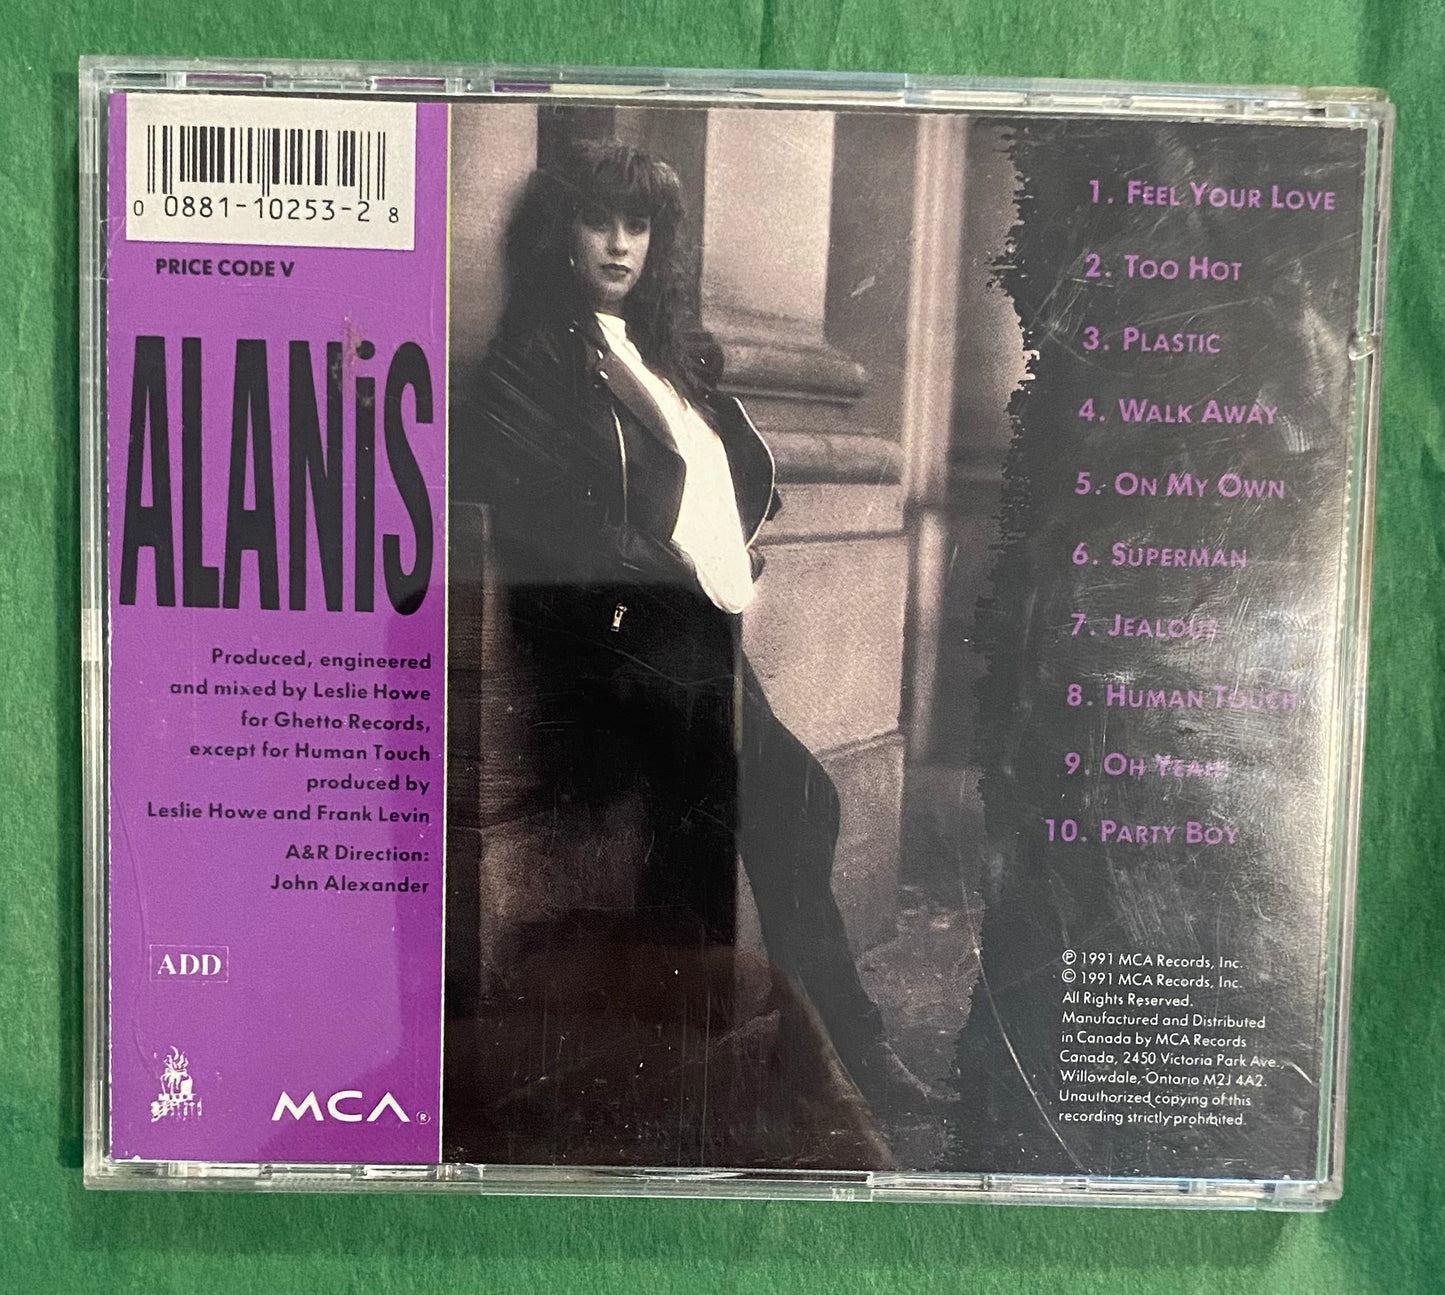 0 0881-10253-2 8
PRICE CODE V
ALANiS
Produced, engineered
and mixed by Leslie Howe
for Ghetto Records,
except for Human Touch
produced by
Leslie Howe and Frank Levin
A&R Direction:
John Alexander
ADD
MCA®
1. FEEL YOUR LOVE
2. TOO HOT
3. PLASTIC
4. WALK AWAY
5. ON MY OWN
6. SUPERMAN
7. JEALOUS
8. HUMAN TOUCH
9. OH YEAH!
10. PARTY BOY
℗ 1991 MCA Records, Inc.
© 1991 MCA Records, Inc.
All Rights Reserved.
Manufactured and Distributed
in Canada by MCA Records
Canada, 2450 Victoria Park Ave.,
Willowdale, Ontario M2J 4A2.
Unauthorized copying of this
recording strictly prohibited.